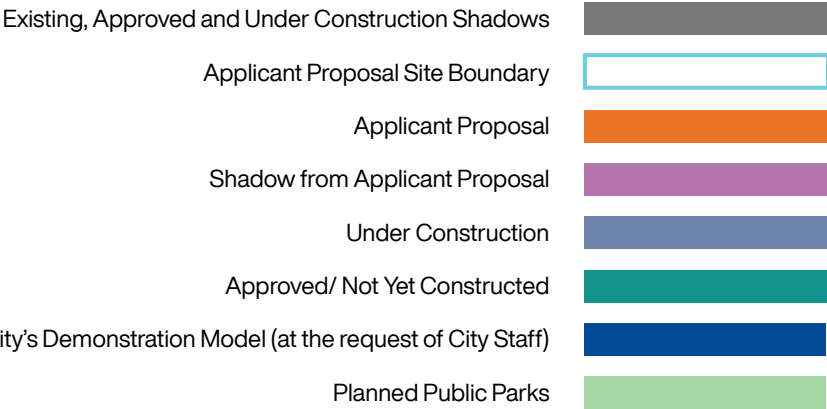 Existing, Approved and Under Construction Shadows
Applicant Proposal Site Boundary
Applicant Proposal
Shadow from Applicant Proposal
Under Construction
Approved/ Not Yet Constructed
Demonstration Model (at the request of City Staff)
Planned Public Parks